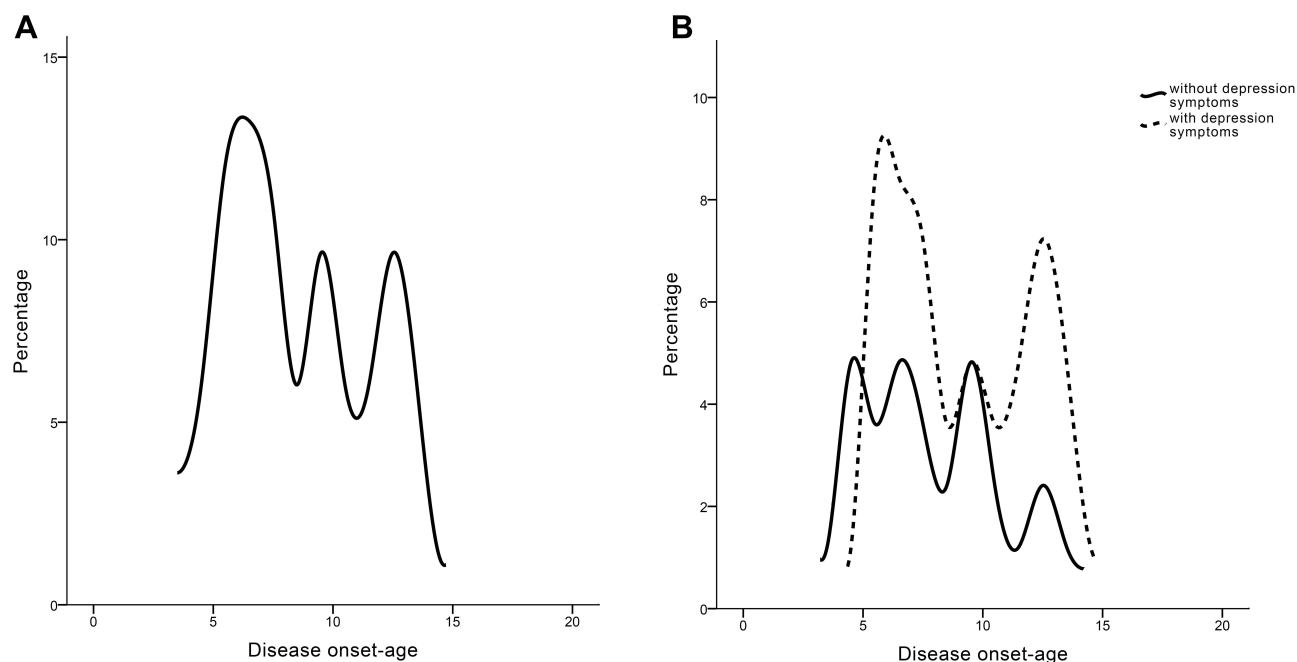 A
15
10
5
0
0 5 10 15 20
Percentage
Disease onset-age
B
10
8
6
4
2
0
0 5 10 15 20
Percentage
Disease onset-age
without depression
symptoms
with depression
symptoms